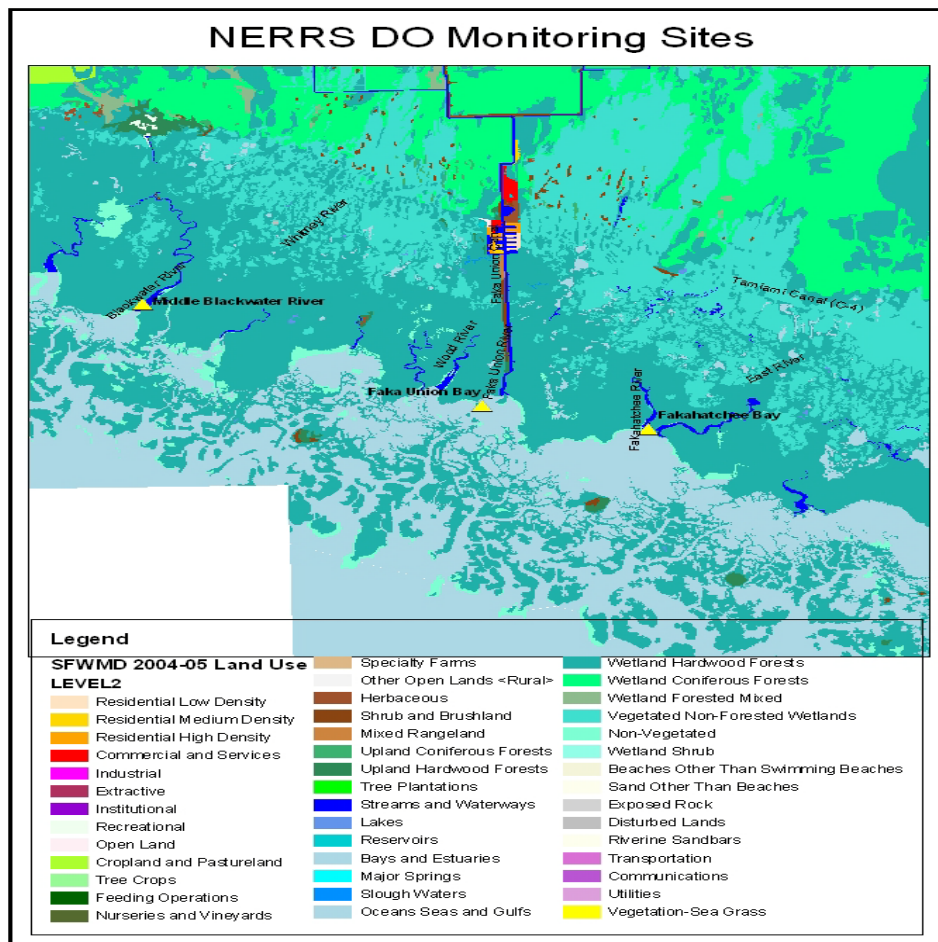 NERRS DO Monitoring Sites
Whitney River
Blackwater River
Middle Blackwater River
Faka Union Canal
Tamiami Canal (C-4)
Wood River
Faka Union River
East River
Faka Union Bay
Fakahatchee River
Fakahatchee Bay
Legend
SFWMD 2004-05 Land Use
LEVEL2
Residential Low Density
Residential Medium Density
Residential High Density
Commercial and Services
Industrial
Extractive
Institutional
Recreational
Open Land
Cropland and Pastureland
Tree Crops
Feeding Operations
Nurseries and Vineyards
Specialty Farms
Other Open Lands <Rural>
Herbaceous
Shrub and Brushland
Mixed Rangeland
Upland Coniferous Forests
Upland Hardwood Forests
Tree Plantations
Streams and Waterways
Lakes
Reservoirs
Bays and Estuaries
Major Springs
Slough Waters
Oceans Seas and Gulfs
Wetland Hardwood Forests
Wetland Coniferous Forests
Wetland Forested Mixed
Vegetated Non-Forested Wetlands
Non-Vegetated
Wetland Shrub
Beaches Other Than Swimming Beaches
Sand Other Than Beaches
Exposed Rock
Disturbed Lands
Riverine Sandbars
Transportation
Communications
Utilities
Vegetation-Sea Grass